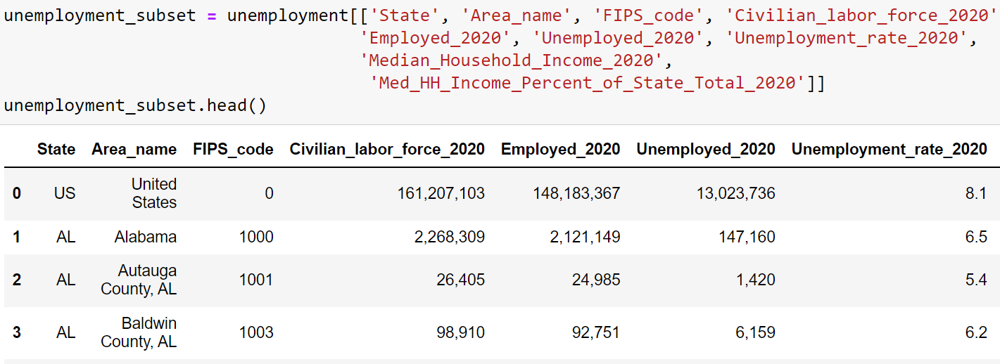 unemployment_subset = unemployment[['State', 'Area_name', 'FIPS_code', 'Civilian_labor_force_2020'
'Employed_2020', 'Unemployed_2020', 'Unemployment_rate_2020',
'Median_Household_Income_2020',
'Med_HH_Income_Percent_of_State_Total_2020']]
unemployment_subset.head()
State Area_name FIPS_code Civilian_labor_force_2020 Employed_2020 Unemployed_2020 Unemployment_rate_2020
0 US United States 0 161,207,103 148,183,367 13,023,736 8.1
1 AL Alabama 1000 2,268,309 2,121,149 147,160 6.5
2 AL Autauga County, AL 1001 26,405 24,985 1,420 5.4
3 AL Baldwin County, AL 1003 98,910 92,751 6,159 6.2